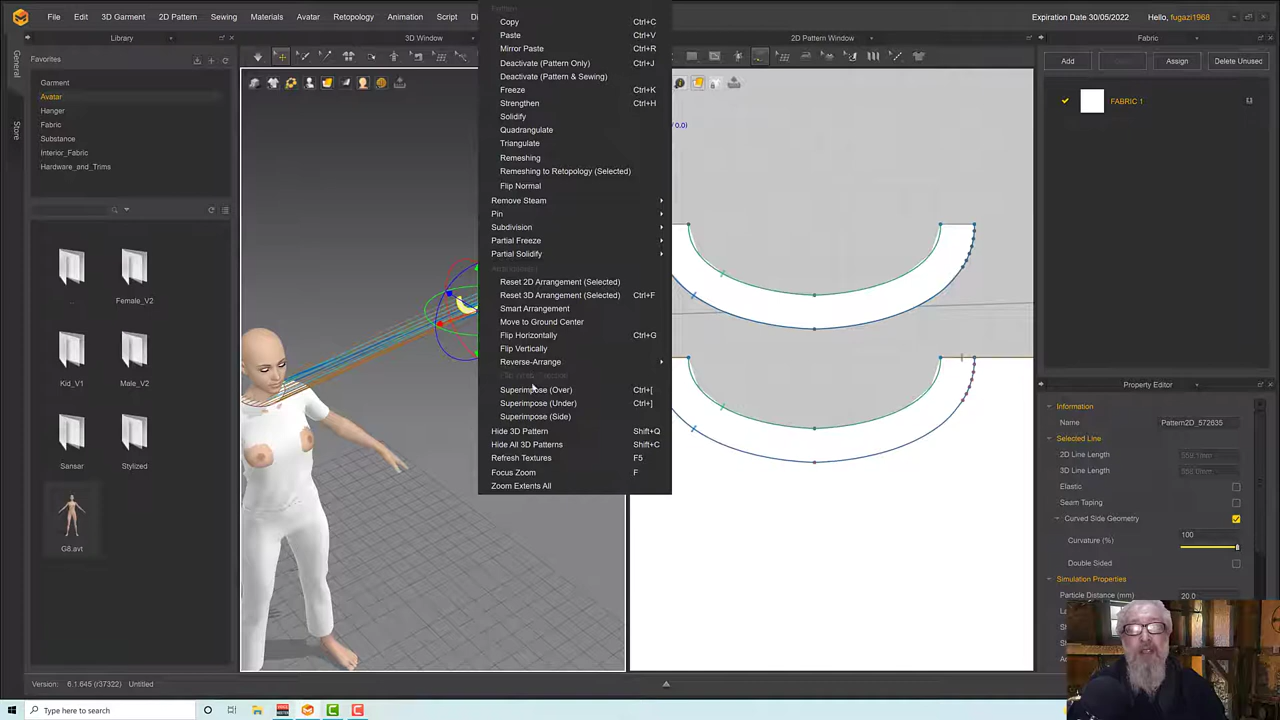 File Edit 3D Garment 2D Pattern Sewing Materials Avatar Retopology Animation Script
Expiration Date 30/05/2022 Hello, fugazi1968
Library
3D Window
2D Pattern Window
Fabric
General
Store
Favorites
Garment
Avatar
Hanger
Fabric
Substance
Interior_Fabric
Hardware_and_Trims
..
Female_V2
Kid_V1
Male_V2
Sansar
Stylized
G8.avt
Copy Ctrl+C
Paste Ctrl+V
Mirror Paste Ctrl+R
Deactivate (Pattern Only) Ctrl+J
Deactivate (Pattern & Sewing)
Freeze Ctrl+K
Strengthen Ctrl+H
Solidify
Quadrangulate
Triangulate
Remeshing
Remeshing to Retopology (Selected)
Flip Normal
Remove Steam
Pin
Subdivision
Partial Freeze
Partial Solidify
Reset 2D Arrangement (Selected)
Reset 3D Arrangement (Selected) Ctrl+F
Smart Arrangement
Move to Ground Center
Flip Horizontally Ctrl+G
Flip Vertically
Reverse-Arrange
Superimpose (Over) Ctrl+[
Superimpose (Under) Ctrl+]
Superimpose (Side)
Hide 3D Pattern Shift+Q
Hide All 3D Patterns Shift+C
Refresh Textures F5
Focus Zoom F
Zoom Extents All
/ 0.0)
Add Assign Delete Unused
FABRIC 1
Property Editor
Information
Name Pattern2D_572635
Selected Line
2D Line Length 559.1mm
3D Line Length
Elastic
Seam Taping
Curved Side Geometry
Curvature (%) 100
Double Sided
Simulation Properties
Particle Distance (mm) 20.0
Version: 6.1.645 (r37322) Untitled
Type here to search